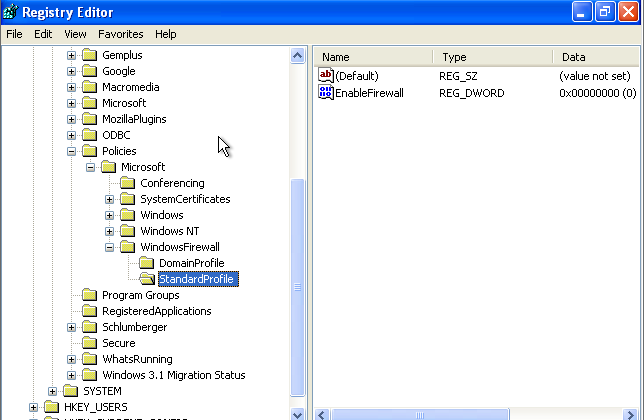 Registry Editor
File Edit View Favorites Help
Gemplus
Google
Macromedia
Microsoft
MozillaPlugins
ODBC
Policies
Microsoft
Conferencing
SystemCertificates
Windows
Windows NT
WindowsFirewall
DomainProfile
StandardProfile
Program Groups
RegisteredApplications
Schlumberger
Secure
WhatsRunning
Windows 3.1 Migration Status
SYSTEM
HKEY_USERS
HKEY_CURRENT_CONFIG
Name Type Data
(Default) REG_SZ (value not set)
EnableFirewall REG_DWORD 0x00000000 (0)